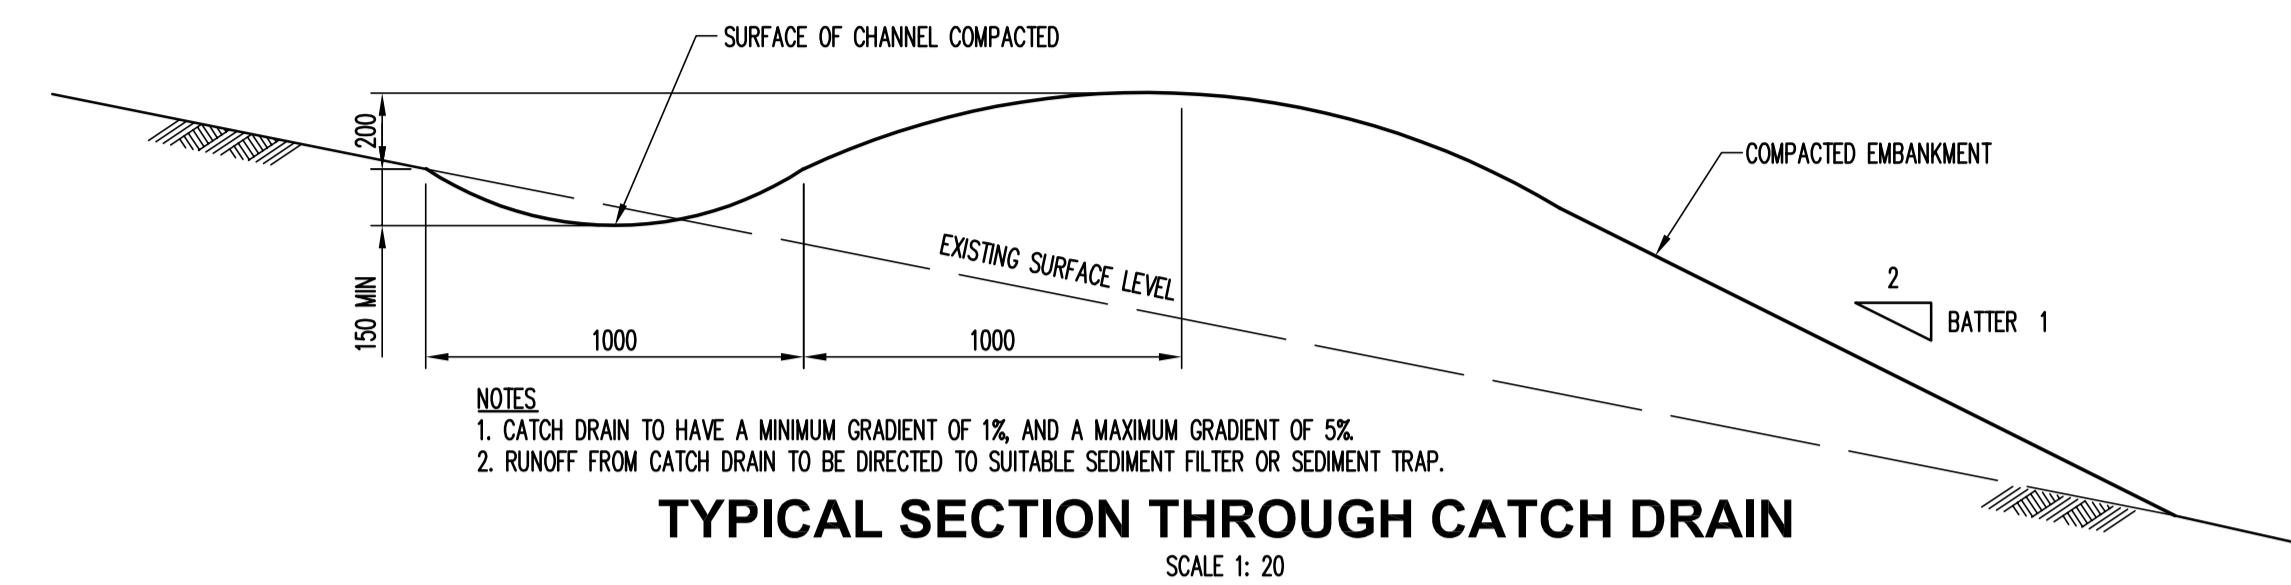 SURFACE OF CHANNEL COMPACTED
200
COMPACTED EMBANKMENT
EXISTING SURFACE LEVEL
150 MIN
2
BATTER 1
1000
1000
NOTES
1. CATCH DRAIN TO HAVE A MINIMUM GRADIENT OF 1%, AND A MAXIMUM GRADIENT OF 5%.
2. RUNOFF FROM CATCH DRAIN TO BE DIRECTED TO SUITABLE SEDIMENT FILTER OR SEDIMENT TRAP.
TYPICAL SECTION THROUGH CATCH DRAIN
SCALE 1: 20